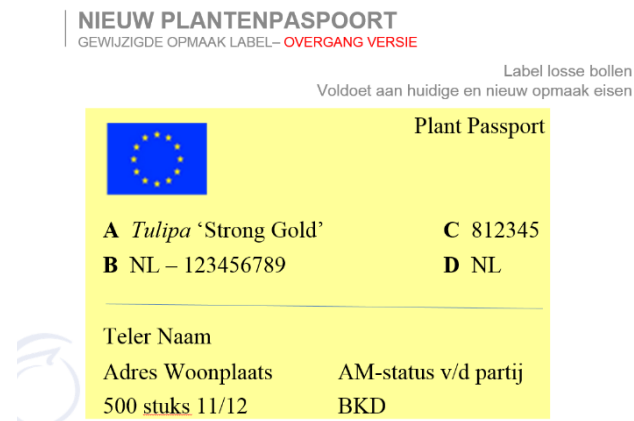 NIEUW PLANTENPASPOORT
GEWIJZIGDE OPMAAK LABEL– OVERGANG VERSIE
Label losse bollen
Voldoet aan huidige en nieuw opmaak eisen
Plant Passport
A Tulipa ‘Strong Gold’ C 812345
B NL – 123456789 D NL
Teler Naam
Adres Woonplaats AM-status v/d partij
500 stuks 11/12 BKD